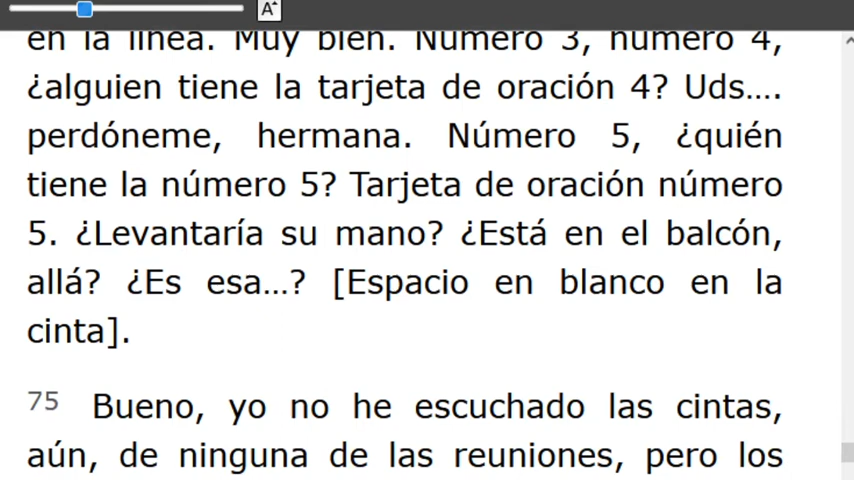 A
en la línea. Muy bien. Número 3, número 4,
¿alguien tiene la tarjeta de oración 4? Uds....
perdóneme, hermana. Número 5, ¿quién
tiene la número 5? Tarjeta de oración número
5. ¿Levantaría su mano? ¿Está en el balcón,
allá? ¿Es esa...? [Espacio en blanco en la
cinta].
75 Bueno, yo no he escuchado las cintas,
aún, de ninguna de las reuniones, pero los